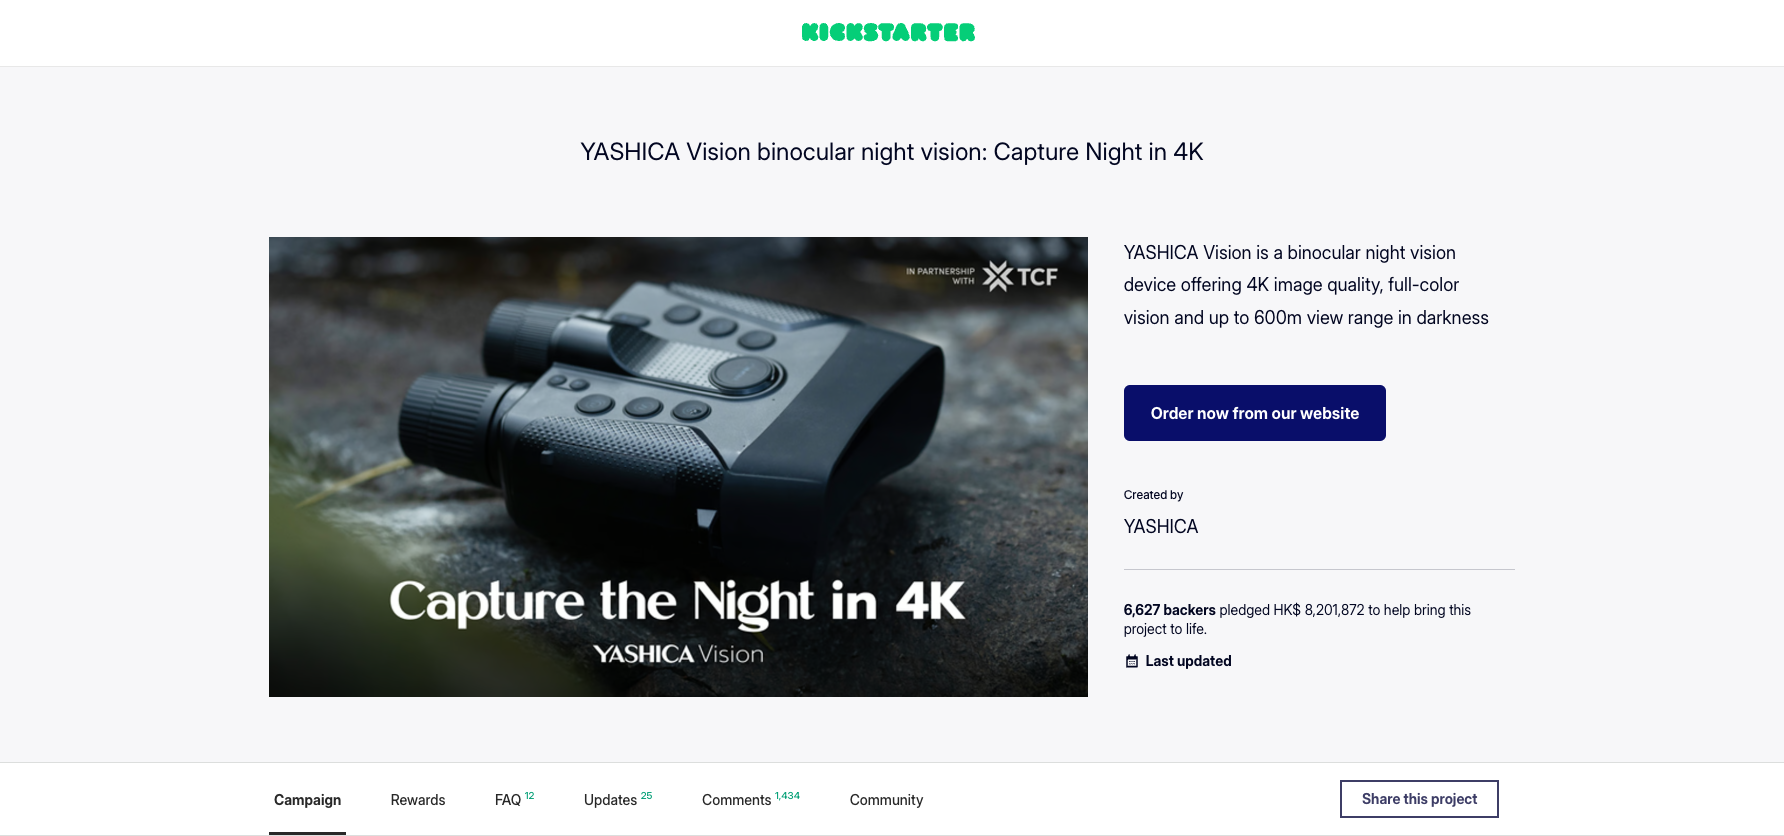 KICKSTARTER
YASHICA Vision binocular night vision: Capture Night in 4K
IN PARTNERSHIP
WITH
TCF
Capture the Night in 4K
YASHICA Vision
YASHICA Vision is a binocular night vision
device offering 4K image quality, full-color
vision and up to 600m view range in darkness
Order now from our website
Created by
YASHICA
6,627 backers pledged HK$ 8,201,872 to help bring this
project to life.
Last updated
Campaign
Rewards
FAQ 12
Updates 25
Comments 1,434
Community
Share this project